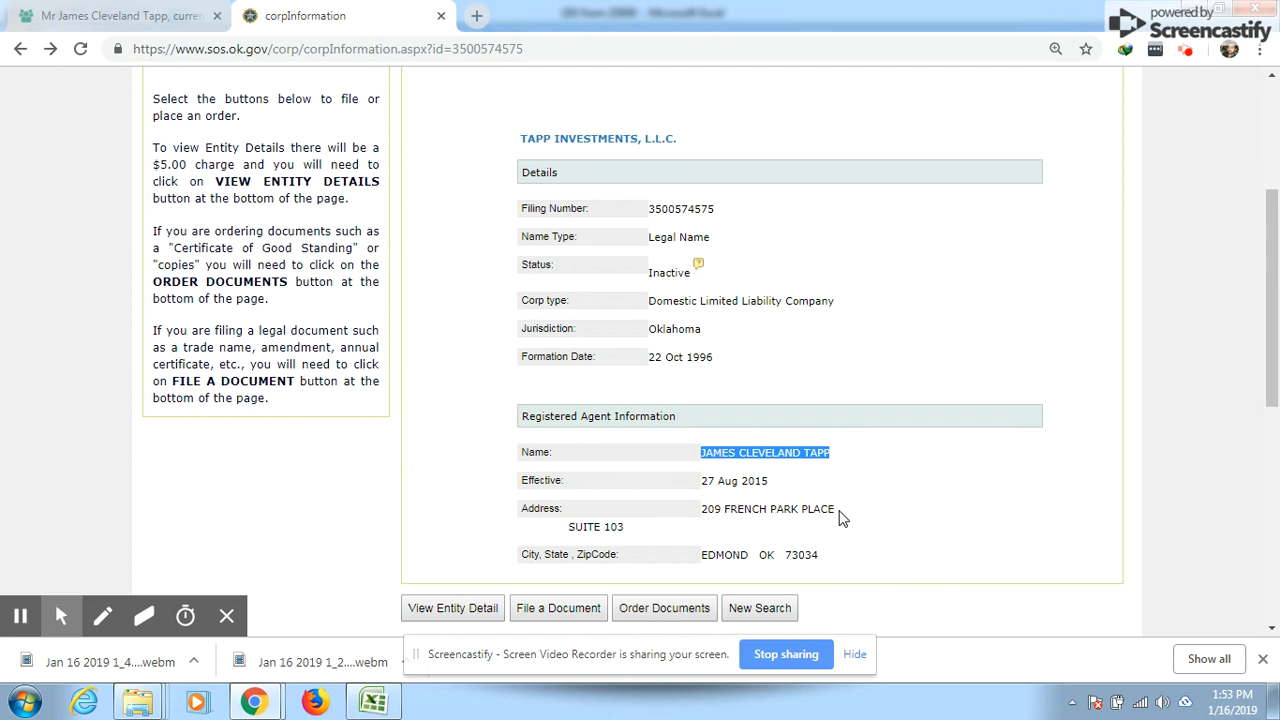 Mr James Cleveland Tapp, curren
corpInformation
powered by
Screencastify
https://www.sos.ok.gov/corp/corpInformation.aspx?id=3500574575
Select the buttons below to file or
place an order.
To view Entity Details there will be a
$5.00 charge and you will need to
click on VIEW ENTITY DETAILS
button at the bottom of the page.
If you are ordering documents such as
a "Certificate of Good Standing" or
"copies" you will need to click on the
ORDER DOCUMENTS button at the
bottom of the page.
If you are filing a legal document such
as a trade name, amendment, annual
certificate, etc., you will need to click
on FILE A DOCUMENT button at the
bottom of the page.
TAPP INVESTMENTS, L.L.C.
Details
Filing Number: 3500574575
Name Type: Legal Name
Status: Inactive
Corp type: Domestic Limited Liability Company
Jurisdiction: Oklahoma
Formation Date: 22 Oct 1996
Registered Agent Information
Name: JAMES CLEVELAND TAPP
Effective: 27 Aug 2015
Address: 209 FRENCH PARK PLACE
SUITE 103
City, State , ZipCode: EDMOND OK 73034
View Entity Detail File a Document Order Documents New Search
Screencastify - Screen Video Recorder is sharing your screen. Stop sharing Hide
Jan 16 2019 1_4....webm Jan 16 2019 1_2....webm Show all
1:53 PM
1/16/2019